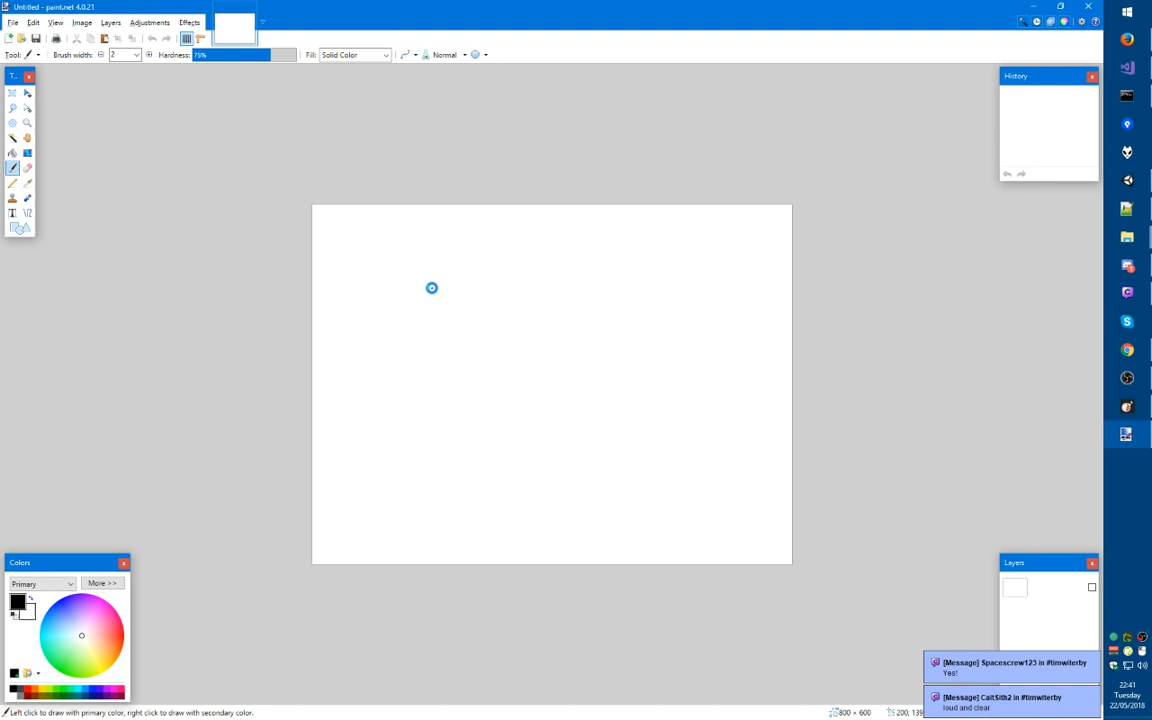 Untitled - paint.net 4.0.21
File Edit View Image Layers Adjustments Effects
Tool: Brush width: 2 Hardness: 75% Fill: Solid Color Normal
T...
History
Colors
Primary More >>
Layers
[Message] Spacescrew123 in #timwiterby
Yes!
[Message] CaitSith2 in #timwiterby
loud and clear
22:41
Tuesday
22/05/2018
Left click to draw with primary color, right click to draw with secondary color.
800 × 600
200, 139